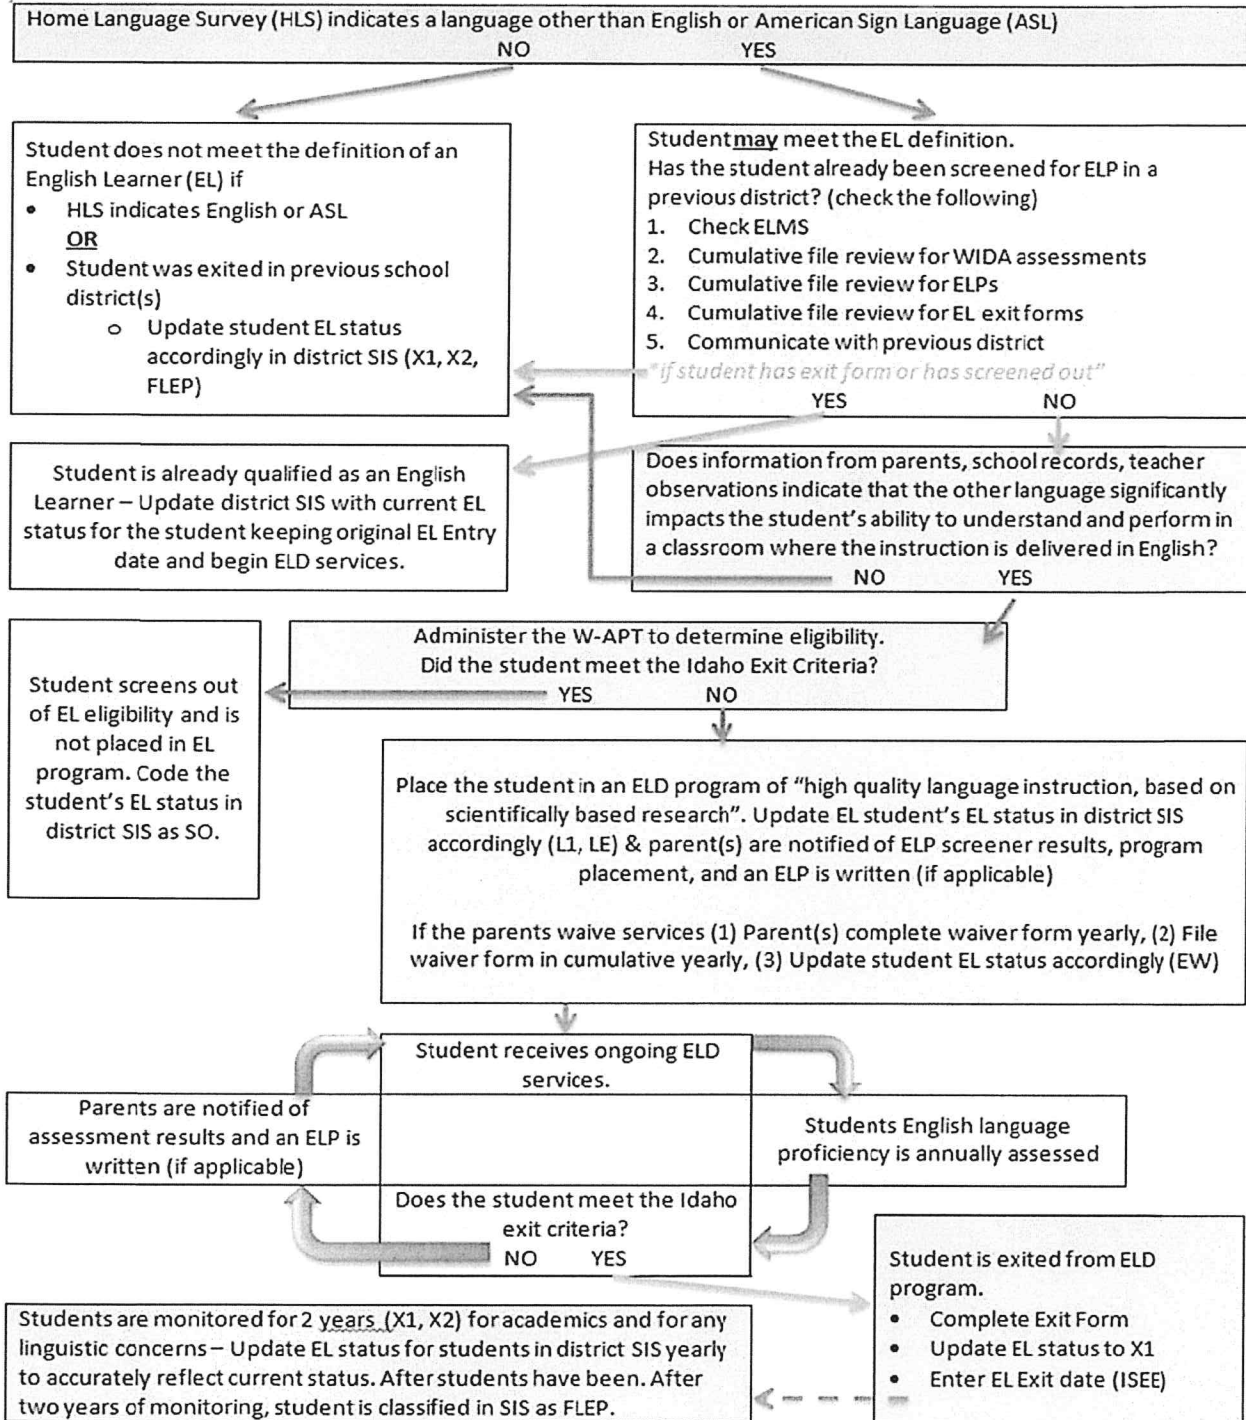 Home Language Survey (HLS) indicates a language other than English or American Sign Language (ASL)
NO YES
Student does not meet the definition of an
English Learner (EL) if
• HLS indicates English or ASL
OR
• Student was exited in previous school
district(s)
o Update student EL status
accordingly in district SIS (X1, X2,
FLEP)
Student may meet the EL definition.
Has the student already been screened for ELP in a
previous district? (check the following)
1. Check ELMS
2. Cumulative file review for WIDA assessments
3. Cumulative file review for ELPs
4. Cumulative file review for EL exit forms
5. Communicate with previous district
*if student has exit form or has screened out"
YES NO
Student is already qualified as an English
Learner – Update district SIS with current EL
status for the student keeping original EL Entry
date and begin ELD services.
Does information from parents, school records, teacher
observations indicate that the other language significantly
impacts the student's ability to understand and perform in
a classroom where the instruction is delivered in English?
NO YES
Administer the W-APT to determine eligibility.
Did the student meet the Idaho Exit Criteria?
YES NO
Student screens out
of EL eligibility and is
not placed in EL
program. Code the
student's EL status in
district SIS as SO.
Place the student in an ELD program of "high quality language instruction, based on
scientifically based research". Update EL student's EL status in district SIS
accordingly (L1, LE) & parent(s) are notified of ELP screener results, program
placement, and an ELP is written (if applicable)
If the parents waive services (1) Parent(s) complete waiver form yearly, (2) File
waiver form in cumulative yearly, (3) Update student EL status accordingly (EW)
Student receives ongoing ELD
services.
Parents are notified of
assessment results and an ELP is
written (if applicable)
Students English language
proficiency is annually assessed
Does the student meet the Idaho
exit criteria?
NO YES
Student is exited from ELD
program.
• Complete Exit Form
• Update EL status to X1
• Enter EL Exit date (ISEE)
Students are monitored for 2 years (X1, X2) for academics and for any
linguistic concerns – Update EL status for students in district SIS yearly
to accurately reflect current status. After students have been. After
two years of monitoring, student is classified in SIS as FLEP.